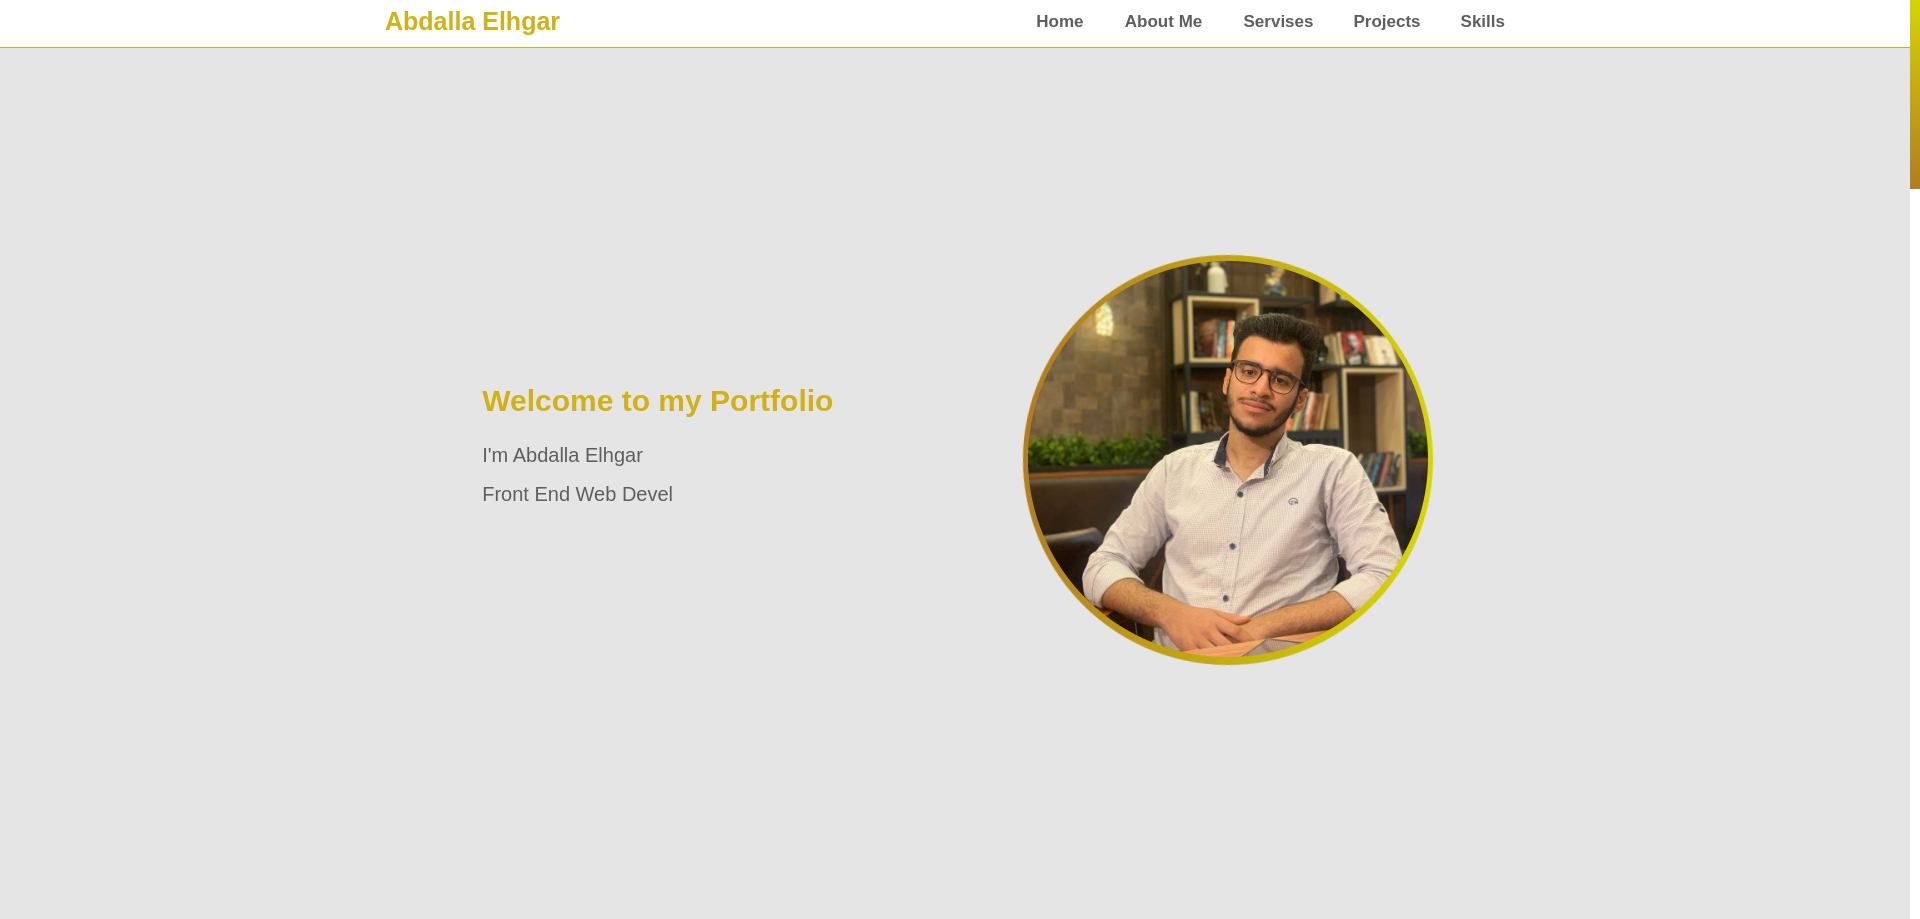 Abdalla Elhgar
Home About Me Servises Projects Skills
Welcome to my Portfolio
I'm Abdalla Elhgar
Front End Web Devel